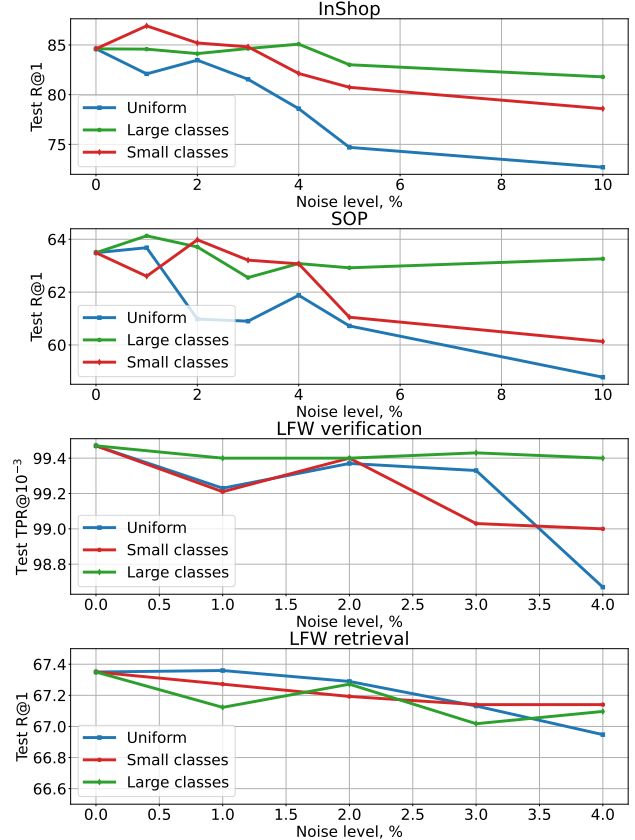 InShop
85
80
75
Test R@1
Uniform
Large classes
Small classes
0 2 4 6 8 10
Noise level, %
SOP
64
62
60
Test R@1
Uniform
Large classes
Small classes
0 2 4 6 8 10
Noise level, %
LFW verification
99.4
99.2
99.0
98.8
Test TPR@10⁻³
Uniform
Small classes
Large classes
0.0 0.5 1.0 1.5 2.0 2.5 3.0 3.5 4.0
Noise level, %
LFW retrieval
67.4
67.2
67.0
66.8
66.6
Test R@1
Uniform
Small classes
Large classes
0.0 0.5 1.0 1.5 2.0 2.5 3.0 3.5 4.0
Noise level, %